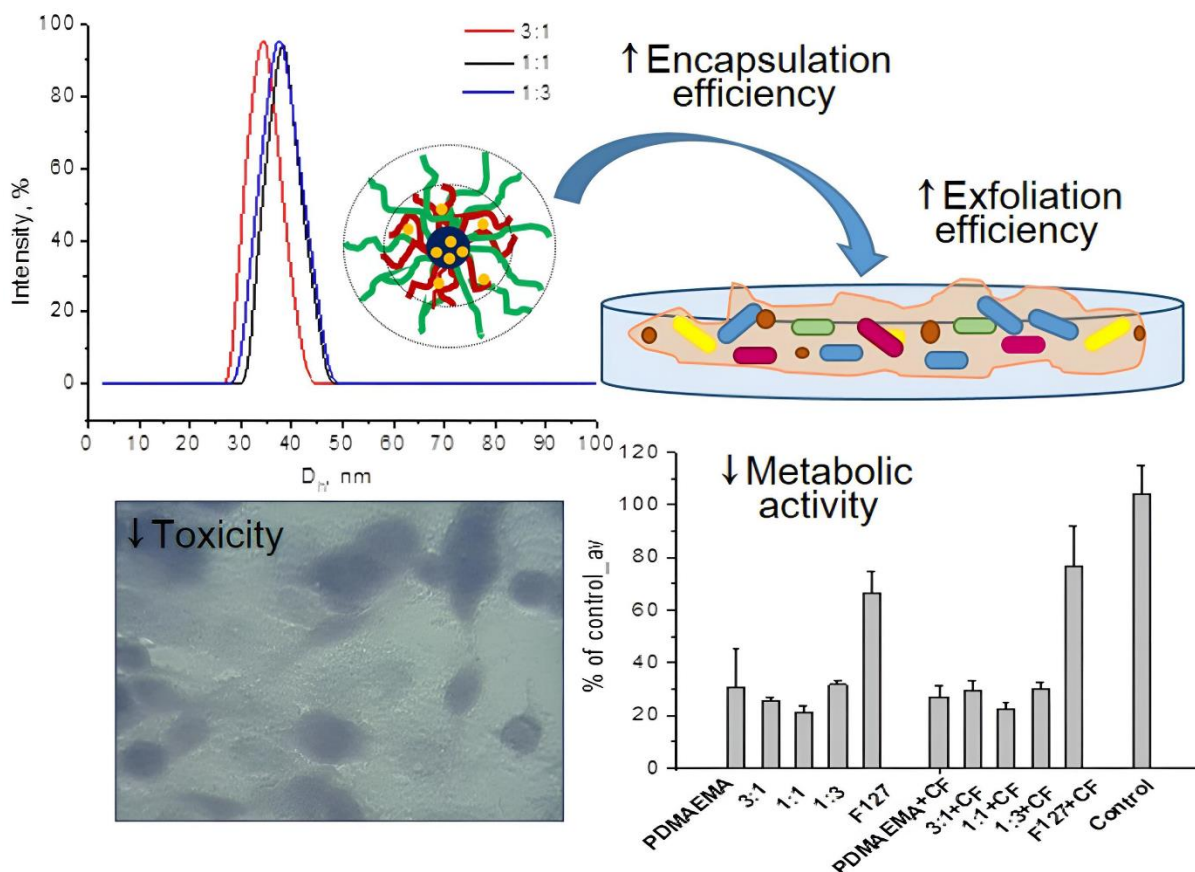 100
80
60
40
20
0
Intensity, %
0 10 20 30 40 50 60 70 80 90 100
D_h, nm
3:1
1:1
1:3
↑ Encapsulation
efficiency
↑ Exfoliation
efficiency
↓ Toxicity
↓ Metabolic
activity
120
100
80
60
40
20
0
% of control_av
PDMAEMA
3:1
1:1
1:3
F127
PDMAEMA+CF
3:1+CF
1:1+CF
1:3+CF
F127+CF
Control